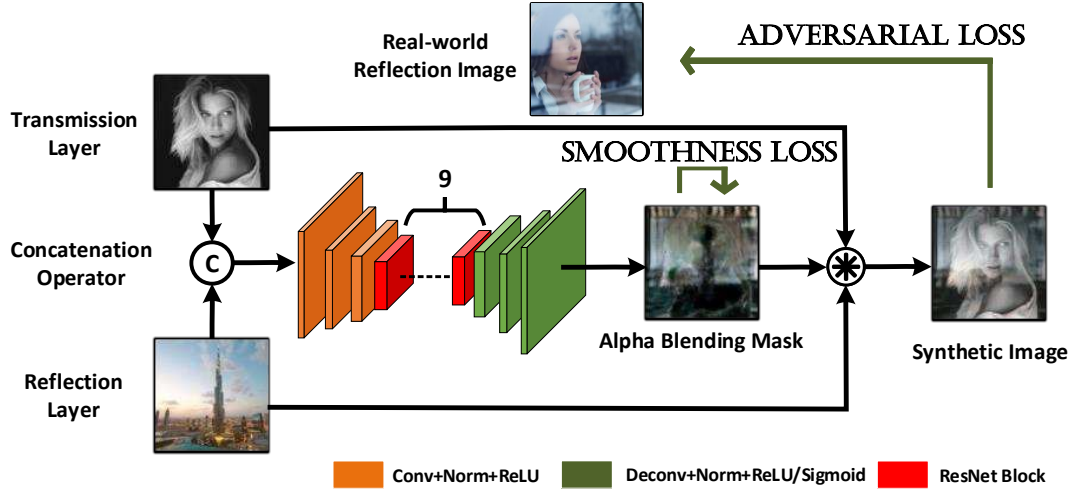 Real-world
Reflection Image
ADVERSARIAL LOSS
Transmission
Layer
SMOOTHNESS LOSS
9
Concatenation
Operator
C
Alpha Blending Mask
Synthetic Image
Reflection
Layer
Conv+Norm+ReLU
Deconv+Norm+ReLU/Sigmoid
ResNet Block